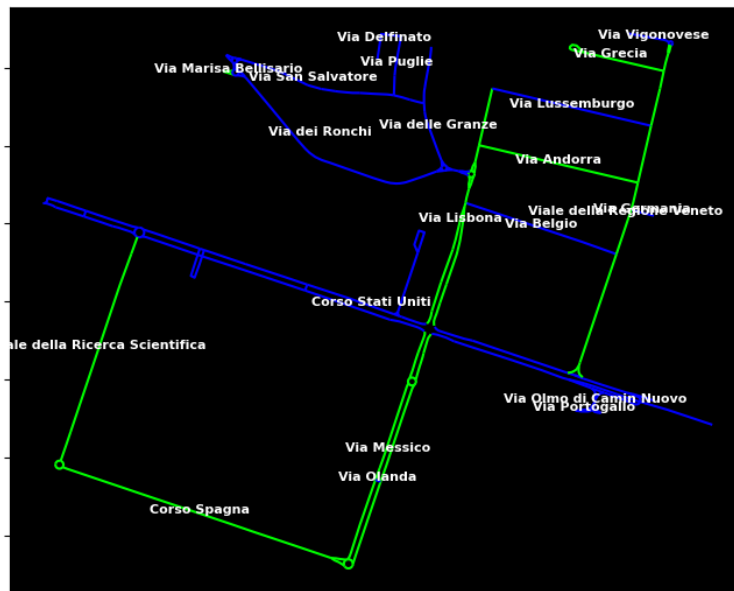 Via Vigonovese
Via Delfinato
Via Grecia
Via Puglie
Via Marisa Bellisario
Via San Salvatore
Via Lussemburgo
Via delle Granze
Via dei Ronchi
Via Andorra
Via Germania
Viale della Regione Veneto
Via Lisbona
Via Belgio
Corso Stati Uniti
ale della Ricerca Scientifica
Via Olmo di Camin Nuovo
Via Portogallo
Via Messico
Via Olanda
Corso Spagna